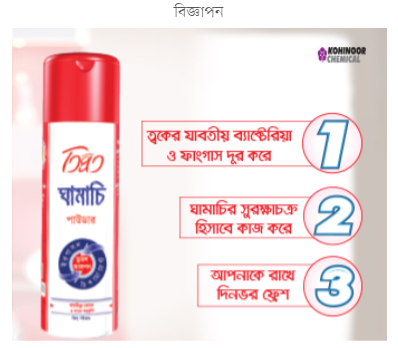 বিজ্ঞাপন
KOHINOOR
CHEMICAL
ত্বকের যাবতীয় ব্যাক্টেরিয়া
ও ফাংগাস দূর করে
1
তিব্বত
ঘামাচি
পাউডার
ঘামাচির সুরক্ষাচক্র
হিসাবে কাজ করে
2
আপনাকে রাখে
দিনভর ফ্রেশ
3